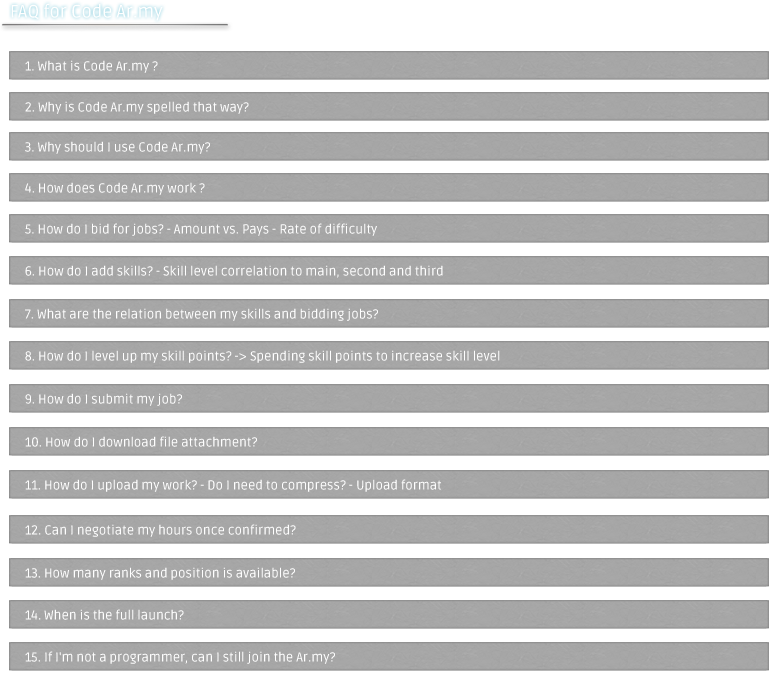 FAQ for Code Ar.my
1. What is Code Ar.my ?
2. Why is Code Ar.my spelled that way?
3. Why should I use Code Ar.my?
4. How does Code Ar.my work ?
5. How do I bid for jobs? - Amount vs. Pays - Rate of difficulty
6. How do I add skills? - Skill level correlation to main, second and third
7. What are the relation between my skills and bidding jobs?
8. How do I level up my skill points? -> Spending skill points to increase skill level
9. How do I submit my job?
10. How do I download file attachment?
11. How do I upload my work? - Do I need to compress? - Upload format
12. Can I negotiate my hours once confirmed?
13. How many ranks and position is available?
14. When is the full launch?
15. If I'm not a programmer, can I still join the Ar.my?